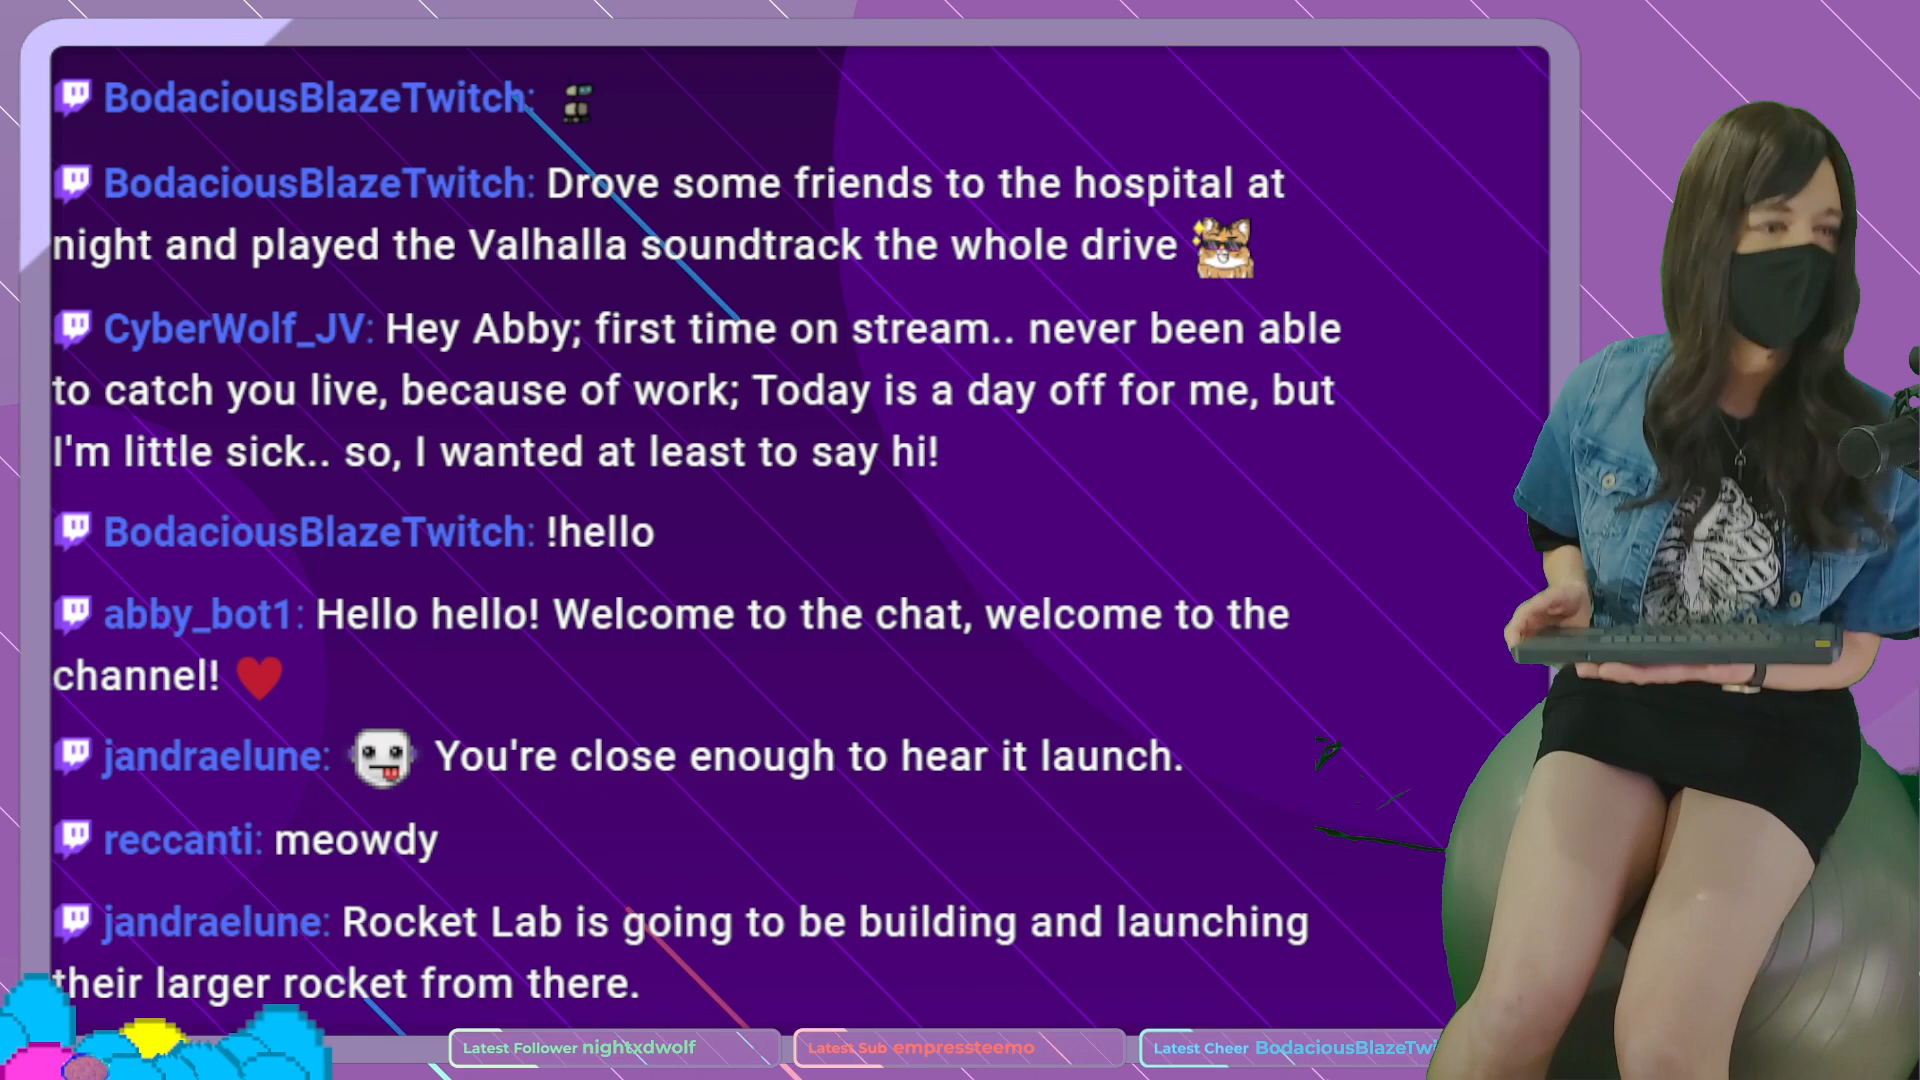 BodaciousBlazeTwitch:
BodaciousBlazeTwitch: Drove some friends to the hospital at
night and played the Valhalla soundtrack the whole drive
CyberWolf_JV: Hey Abby; first time on stream.. never been able
to catch you live, because of work; Today is a day off for me, but
I'm little sick.. so, I wanted at least to say hi!
BodaciousBlazeTwitch: !hello
abby_bot1: Hello hello! Welcome to the chat, welcome to the
channel! ❤️
jandraelune: You're close enough to hear it launch.
reccanti: meowdy
jandraelune: Rocket Lab is going to be building and launching
their larger rocket from there.
Latest Follower nightxdwolf
Latest Sub empressteemo
Latest Cheer BodaciousBlazeTwi